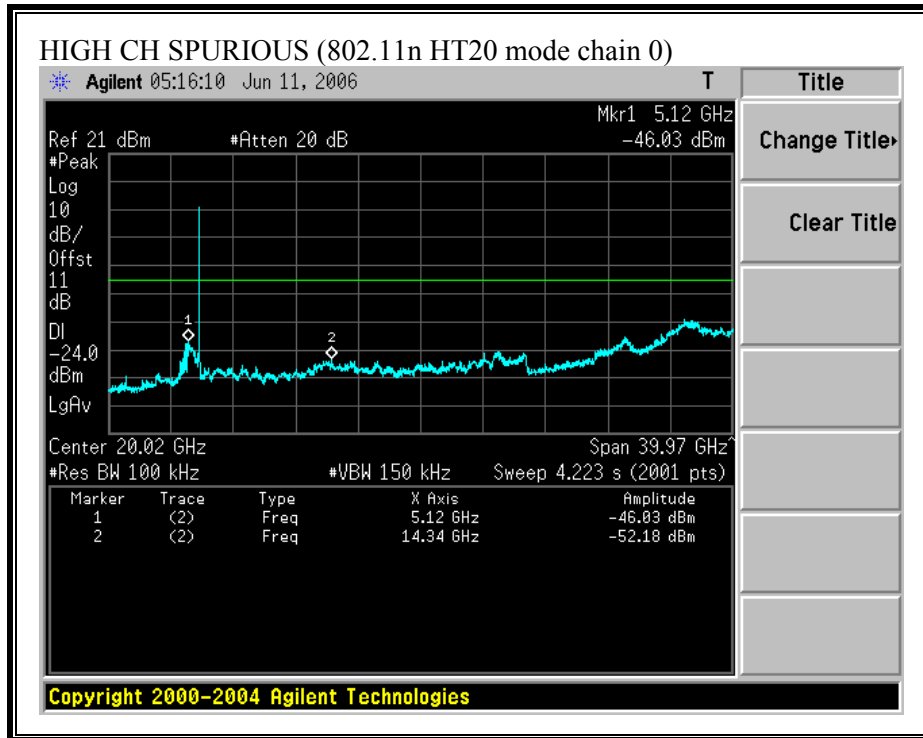 HIGH CH SPURIOUS (802.11n HT20 mode chain 0)
Agilent 05:16:10 Jun 11, 2006 T
Title
Mkr1 5.12 GHz
Ref 21 dBm #Atten 20 dB -46.03 dBm
Change Title
#Peak
Log
10
dB/
Offst
11
dB
DI
-24.0
dBm
LgAv
Clear Title
1
2
Center 20.02 GHz Span 39.97 GHz^
#Res BW 100 kHz #VBW 150 kHz Sweep 4.223 s (2001 pts)
Marker Trace Type X Axis Amplitude
1 (2) Freq 5.12 GHz -46.03 dBm
2 (2) Freq 14.34 GHz -52.18 dBm
Copyright 2000-2004 Agilent Technologies